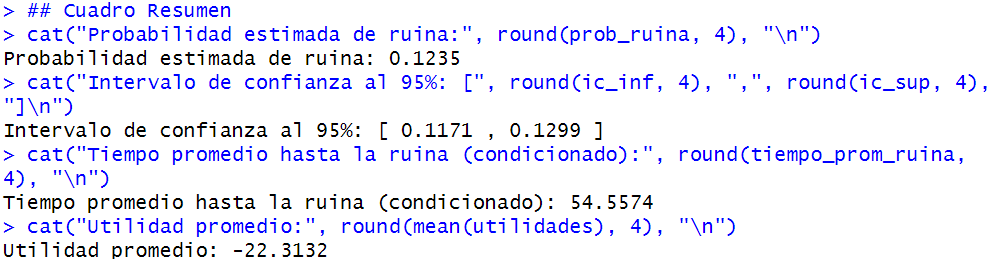 > ## Cuadro Resumen
> cat("Probabilidad estimada de ruina:", round(prob_ruina, 4), "\n")
Probabilidad estimada de ruina: 0.1235
> cat("Intervalo de confianza al 95%: [", round(ic_inf, 4), ",", round(ic_sup, 4),
"]\n")
Intervalo de confianza al 95%: [ 0.1171 , 0.1299 ]
> cat("Tiempo promedio hasta la ruina (condicionado):", round(tiempo_prom_ruina,
4), "\n")
Tiempo promedio hasta la ruina (condicionado): 54.5574
> cat("Utilidad promedio:", round(mean(utilidades), 4), "\n")
Utilidad promedio: -22.3132